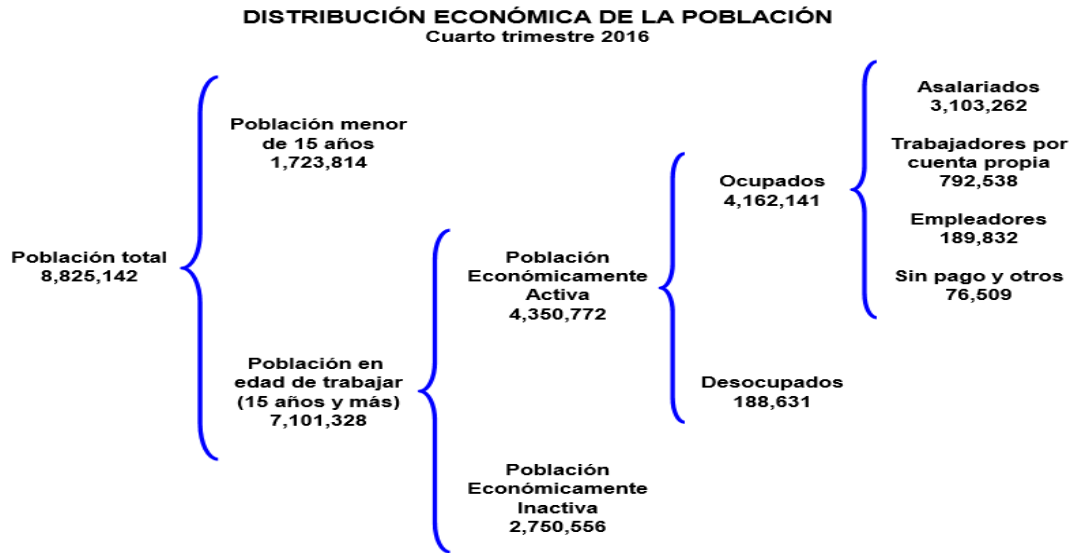 DISTRIBUCIÓN ECONÓMICA DE LA POBLACIÓN
Cuarto trimestre 2016
Población total
8,825,142
Población menor
de 15 años
1,723,814
Población en
edad de trabajar
(15 años y más)
7,101,328
Población
Económicamente
Activa
4,350,772
Población
Económicamente
Inactiva
2,750,556
Ocupados
4,162,141
Desocupados
188,631
Asalariados
3,103,262
Trabajadores por
cuenta propia
792,538
Empleadores
189,832
Sin pago y otros
76,509